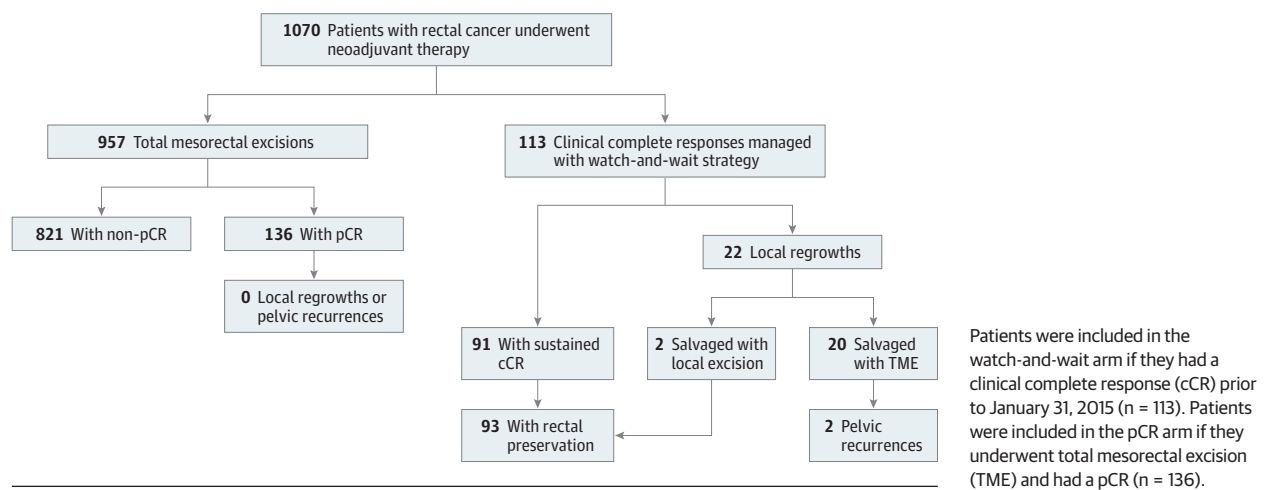 1070 Patients with rectal cancer underwent
neoadjuvant therapy
957 Total mesorectal excisions
113 Clinical complete responses managed
with watch-and-wait strategy
821 With non-pCR
136 With pCR
22 Local regrowths
0 Local regrowths or
pelvic recurrences
91 With sustained
cCR
2 Salvaged with
local excision
20 Salvaged
with TME
93 With rectal
preservation
2 Pelvic
recurrences
Patients were included in the
watch-and-wait arm if they had a
clinical complete response (cCR) prior
to January 31, 2015 (n = 113). Patients
were included in the pCR arm if they
underwent total mesorectal excision
(TME) and had a pCR (n = 136).